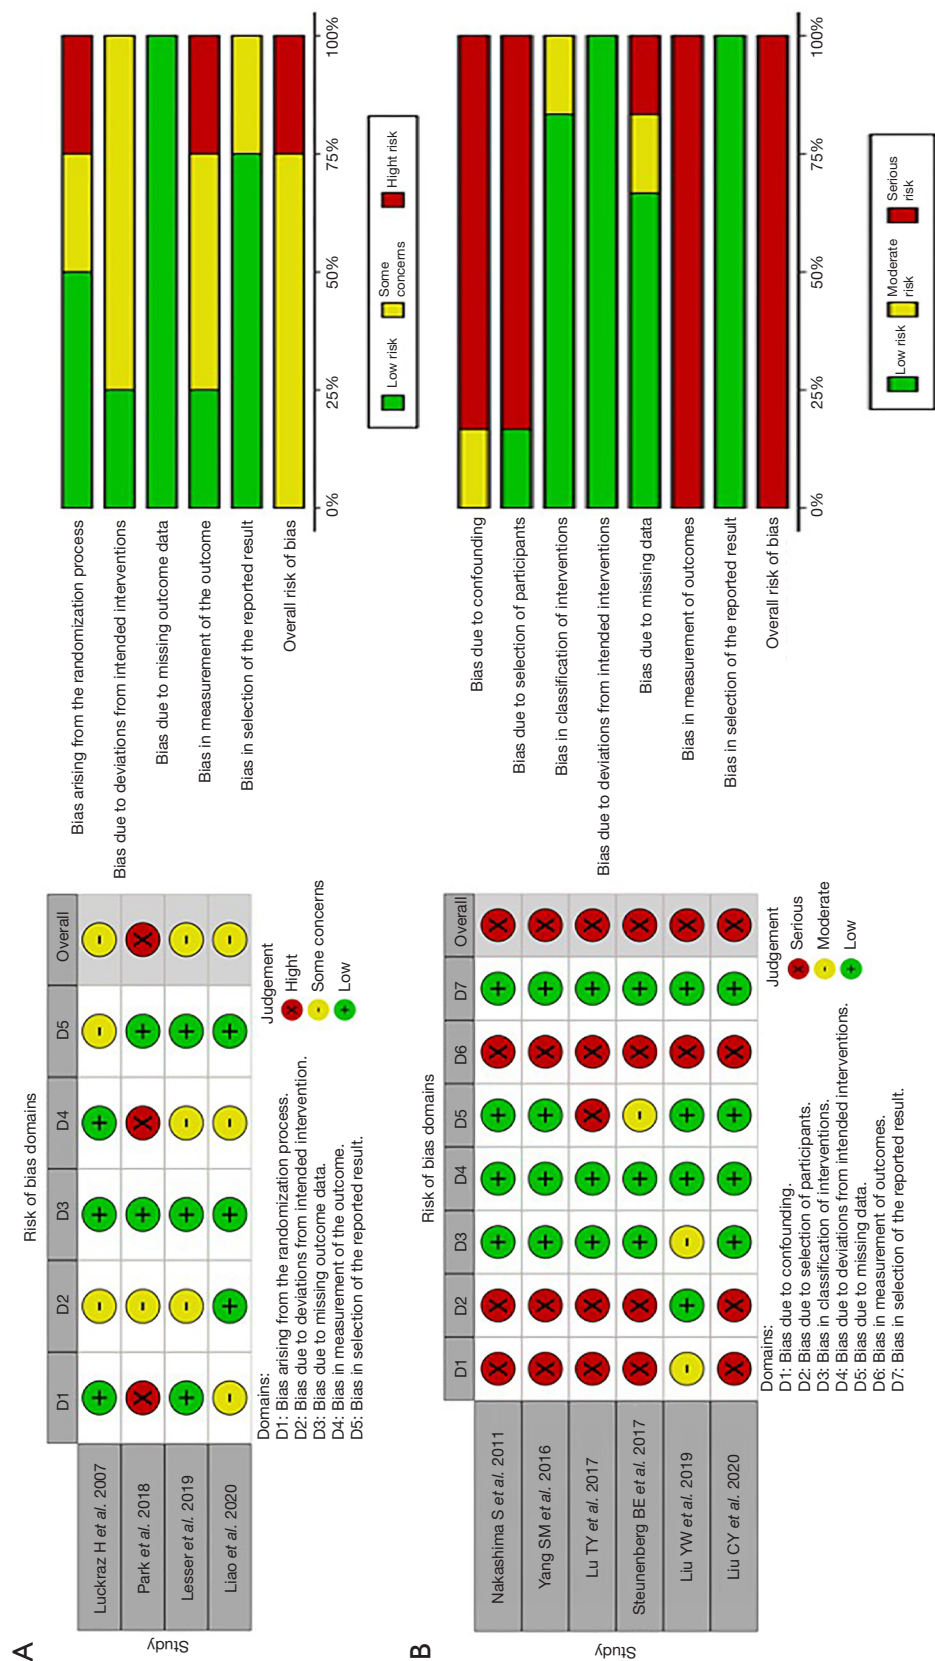 A
Risk of bias domains
D1 D2 D3 D4 D5 Overall
Study
Luckraz H et al. 2007 + - + + - -
Park et al. 2018 X - + X + X
Lesser et al. 2019 + - + - + -
Liao et al. 2020 - + + - + -
Domains:
D1: Bias arising from the randomization process.
D2: Bias due to deviations from intended intervention.
D3: Bias due to missing outcome data.
D4: Bias in measurement of the outcome.
D5: Bias in selection of the reported result.
Judgement
X Hight
- Some concerns
+ Low
Bias arising from the randomization process
Bias due to deviations from intended interventions
Bias due to missing outcome data
Bias in measurement of the outcome
Bias in selection of the reported result
Overall risk of bias
0% 25% 50% 75% 100%
Low risk
Some
concerns
Hight risk
B
Risk of bias domains
D1 D2 D3 D4 D5 D6 D7 Overall
Study
Nakashima S et al. 2011 X X + + + X + X
Yang SM et al. 2016 X X + + + X + X
Lu TY et al. 2017 X X + + X X + X
Steunenberg BE et al. 2017 X X + + - X + X
Liu YW et al. 2019 - + - + + X + X
Liu CY et al. 2020 X X + + + X + X
Domains:
D1: Bias due to confounding.
D2: Bias due to selection of participants.
D3: Bias in classification of interventions.
D4: Bias due to deviations from intended interventions.
D5: Bias due to missing data.
D6: Bias in measurement of outcomes.
D7: Bias in selection of the reported result.
Judgement
X Serious
- Moderate
+ Low
Bias due to confounding
Bias due to selection of participants
Bias in classification of interventions
Bias due to deviations from intended interventions
Bias due to missing data
Bias in measurement of outcomes
Bias in selection of the reported result
Overall risk of bias
0% 25% 50% 75% 100%
Low risk
Moderate
risk
Serious
risk